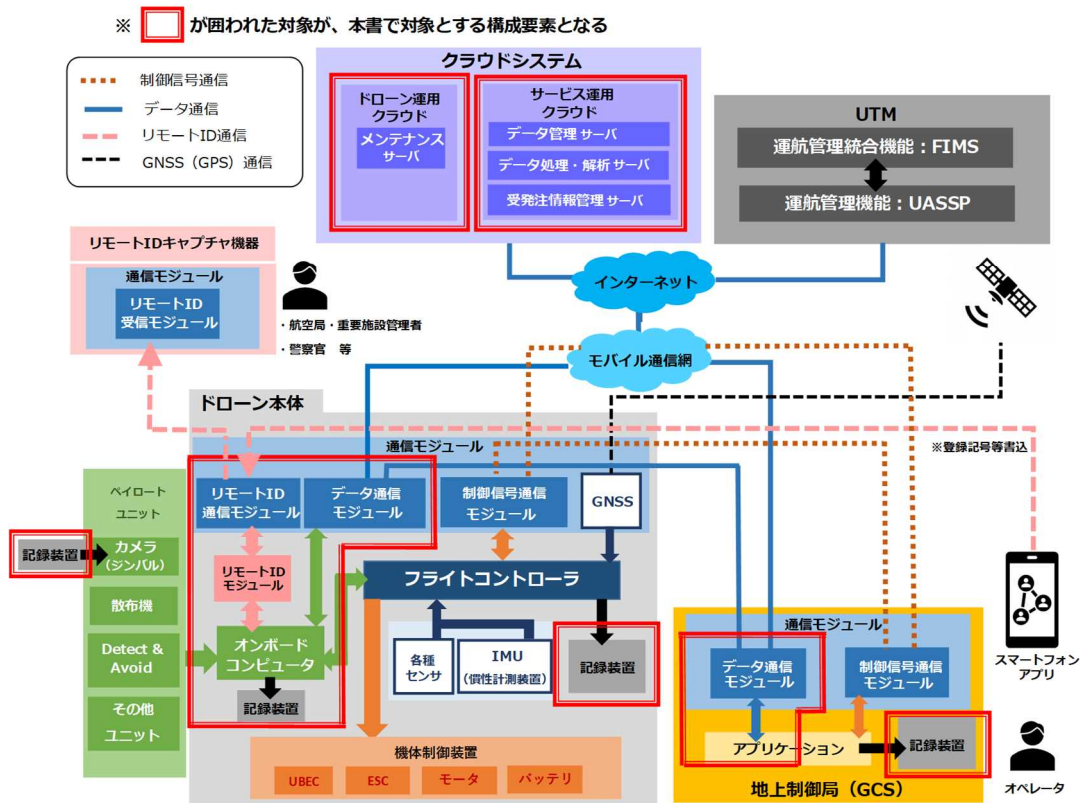 ※ が囲われた対象が、本書で対象とする構成要素となる
制御信号通信
データ通信
リモートID通信
GNSS（GPS）通信
クラウドシステム
ドローン運用
クラウド
メンテナンス
サーバ
サービス運用
クラウド
データ管理 サーバ
データ処理・解析 サーバ
受発注情報管理 サーバ
UTM
運航管理統合機能：FIMS
運航管理機能：UASSP
リモートIDキャプチャ機器
通信モジュール
リモートID
受信モジュール
・航空局・重要施設管理者
・警察官 等
インターネット
モバイル通信網
ドローン本体
通信モジュール
※登録記号等書込
リモートID
通信モジュール
データ通信
モジュール
制御信号通信
モジュール
GNSS
ペイロート
ユニット
記録装置
カメラ
（ジンバル）
散布機
Detect &
Avoid
その他
ユニット
リモートID
モジュール
オンボード
コンピュータ
記録装置
フライトコントローラ
各種
センサ
IMU
（慣性計測装置）
記録装置
機体制御装置
UBEC
ESC
モータ
バッテリ
通信モジュール
データ通信
モジュール
制御信号通信
モジュール
アプリケーション
記録装置
地上制御局（GCS）
スマートフォン
アプリ
オペレータ